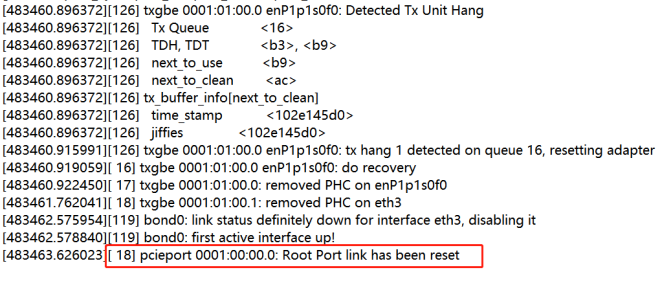 [483460.896372][126] txgbe 0001:01:00.0 enP1p1s0f0: Detected Tx Unit Hang
[483460.896372][126]   Tx Queue             <16>
[483460.896372][126]   TDH, TDT             <b3>, <b9>
[483460.896372][126]   next_to_use          <b9>
[483460.896372][126]   next_to_clean        <ac>
[483460.896372][126] tx_buffer_info[next_to_clean]
[483460.896372][126]   time_stamp           <102e145d0>
[483460.896372][126]   jiffies              <102e145d0>
[483460.915991][126] txgbe 0001:01:00.0 enP1p1s0f0: tx hang 1 detected on queue 16, resetting adapter
[483460.919059][ 16] txgbe 0001:01:00.0 enP1p1s0f0: do recovery
[483460.922450][ 17] txgbe 0001:01:00.0: removed PHC on enP1p1s0f0
[483461.762041][ 18] txgbe 0001:01:00.1: removed PHC on eth3
[483462.575954][119] bond0: link status definitely down for interface eth3, disabling it
[483462.578840][119] bond0: first active interface up!
[483463.626023][ 18] pcieport 0001:00:00.0: Root Port link has been reset